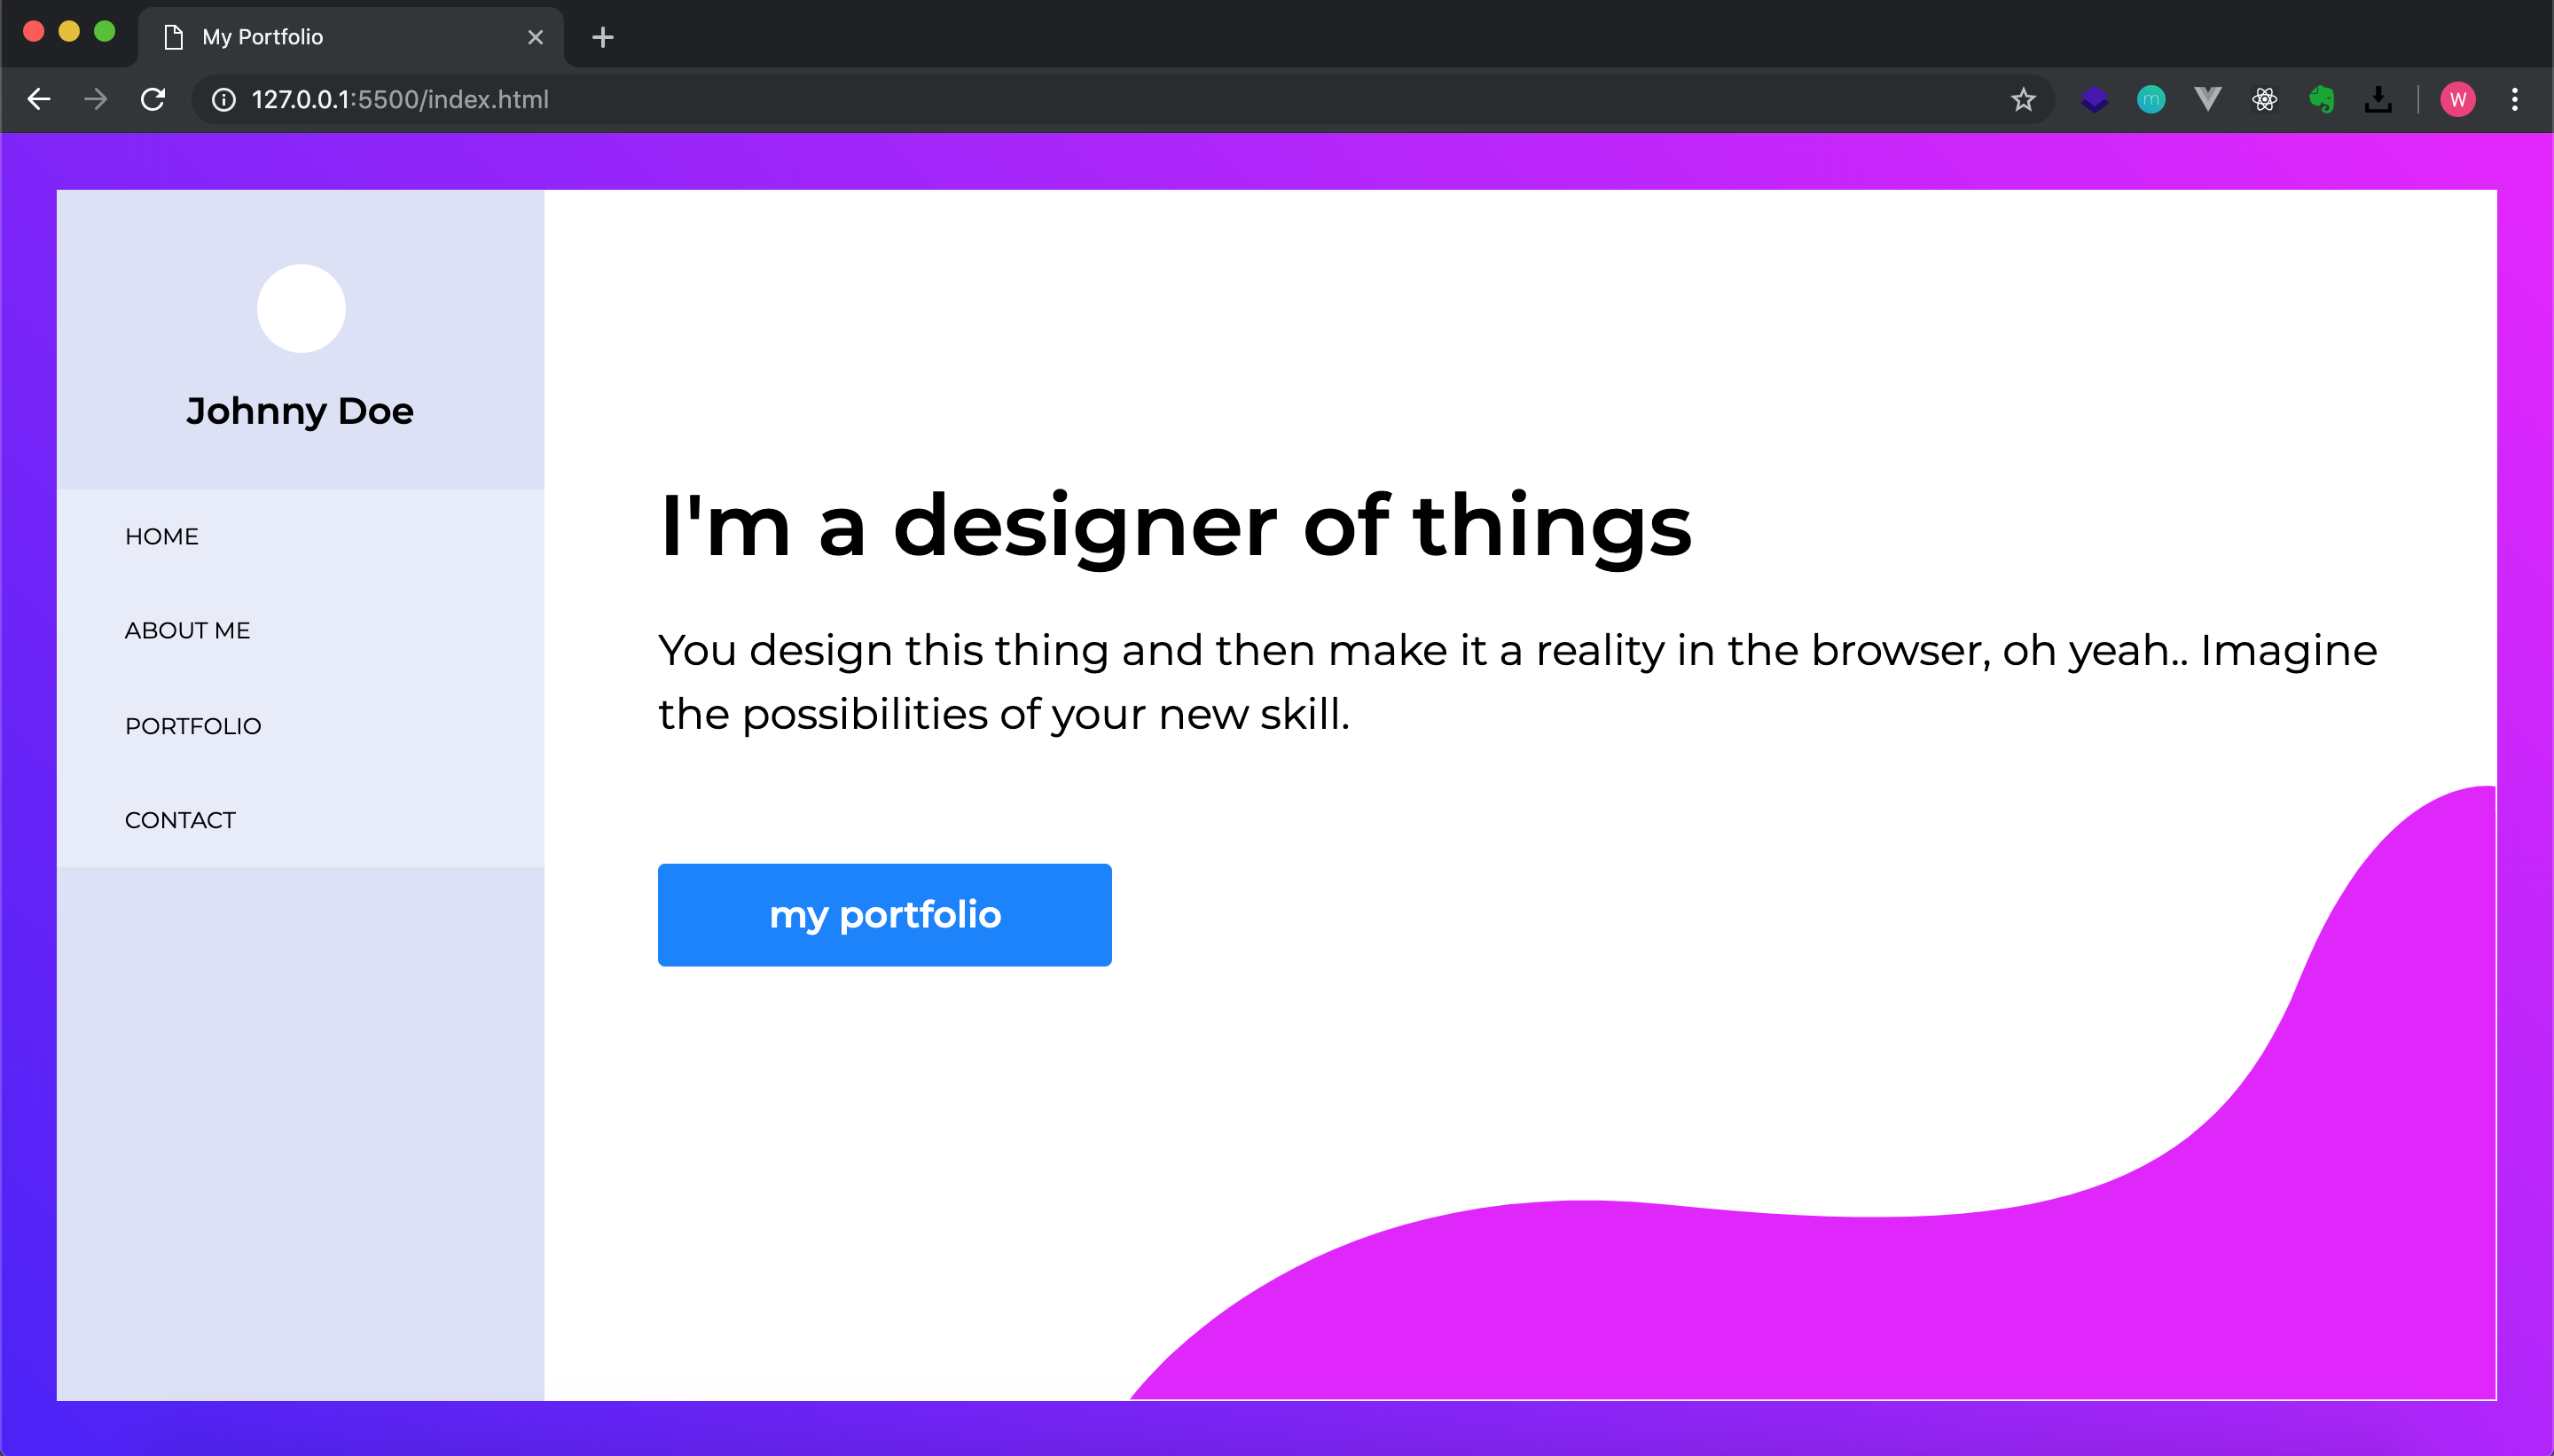 My Portfolio
127.0.0.1:5500/index.html
m
W
Johnny Doe
HOME
ABOUT ME
PORTFOLIO
CONTACT
I'm a designer of things
You design this thing and then make it a reality in the browser, oh yeah.. Imagine
the possibilities of your new skill.
my portfolio